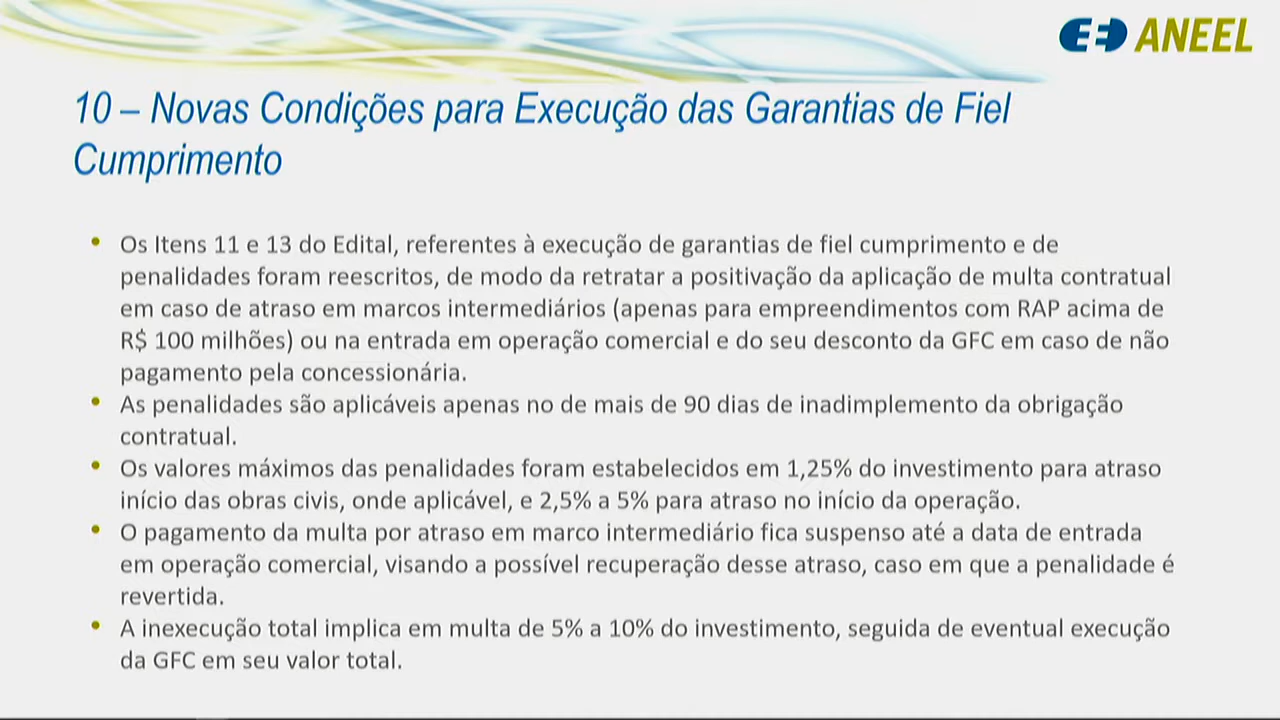 ANEEL
10 – Novas Condições para Execução das Garantias de Fiel
Cumprimento
• Os Itens 11 e 13 do Edital, referentes à execução de garantias de fiel cumprimento e de
penalidades foram reescritos, de modo da retratar a positivação da aplicação de multa contratual
em caso de atraso em marcos intermediários (apenas para empreendimentos com RAP acima de
R$ 100 milhões) ou na entrada em operação comercial e do seu desconto da GFC em caso de não
pagamento pela concessionária.
• As penalidades são aplicáveis apenas no de mais de 90 dias de inadimplemento da obrigação
contratual.
• Os valores máximos das penalidades foram estabelecidos em 1,25% do investimento para atraso
início das obras civis, onde aplicável, e 2,5% a 5% para atraso no início da operação.
• O pagamento da multa por atraso em marco intermediário fica suspenso até a data de entrada
em operação comercial, visando a possível recuperação desse atraso, caso em que a penalidade é
revertida.
• A inexecução total implica em multa de 5% a 10% do investimento, seguida de eventual execução
da GFC em seu valor total.